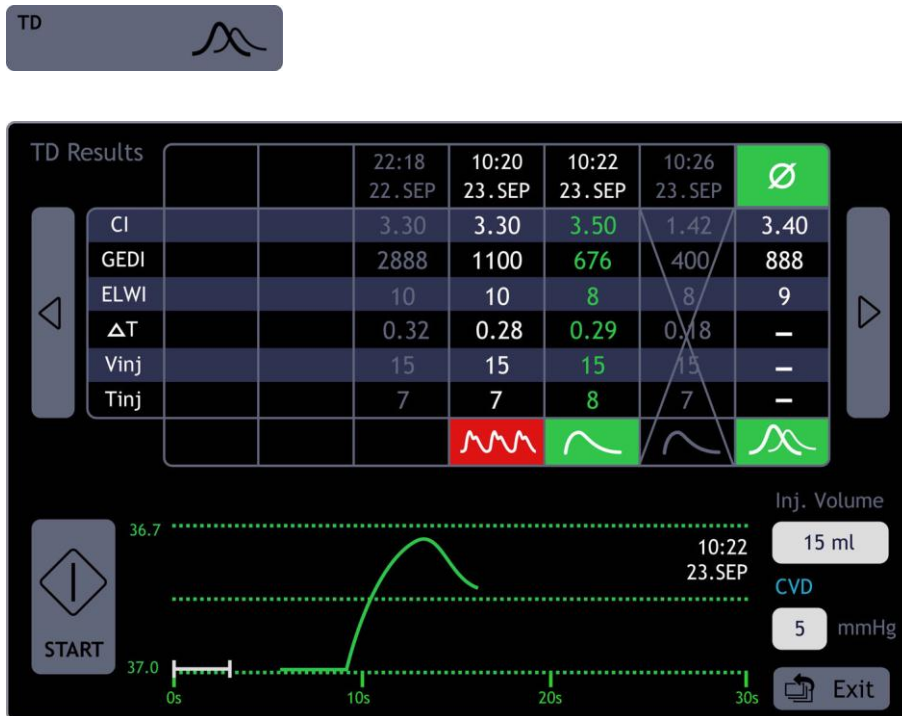 TD
TD Results
22:18 10:20 10:22 10:26 Ø
22.SEP 23.SEP 23.SEP 23.SEP
CI 3.30 3.30 3.50 1.42 3.40
GEDI 2888 1100 676 400 888
ELWI 10 10 8 8 9
ΔT 0.32 0.28 0.29 0.18 –
Vinj 15 15 15 15 –
Tinj 7 7 8 7 –
Inj. Volume
15 ml
CVD
5 mmHg
Exit
START
36.7
37.0
10:22
23.SEP
0s 10s 20s 30s